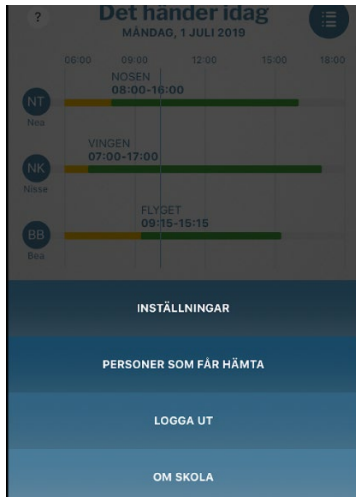 ?
Det händer idag
MÅNDAG, 1 JULI 2019
06:00 09:00 12:00 15:00 18:00
NOSEN
08:00-16:00
NT
Noa
VINGEN
07:00-17:00
NK
Nisse
FLYGET
09:15-15:15
BB
Bea
INSTÄLLNINGAR
PERSONER SOM FÅR HÄMTA
LOGGA UT
OM SKOLA